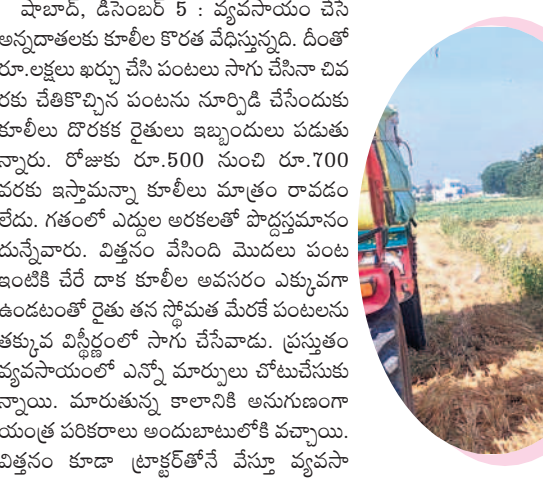 షాబాద్, డిసెంబర్ 5 : వ్యవసాయం చేసే
అన్నదాతలకు కూలీల కొరత వేధిస్తున్నది. దీంతో
రూ.లక్షలు ఖర్చు చేసి పంటలు సాగు చేసినా చివ
రకు చేతికొచ్చిన పంటను నూర్పిడి చేసేందుకు
కూలీలు దొరకక రైతులు ఇబ్బందులు పడుతు
న్నారు. రోజుకు రూ.500 నుంచి రూ.700
వరకు ఇస్తామన్నా కూలీలు మాత్రం రావడం
లేదు. గతంలో ఎద్దుల అరకలతో పొద్దస్తమానం
దున్నేవారు. విత్తనం వేసింది మొదలు పంట
ఇంటికి చేరే దాక కూలీల అవసరం ఎక్కువగా
ఉండటంతో రైతు తన స్థోమత మేరకే పంటలను
తక్కువ విస్తీర్ణంలో సాగు చేసేవాడు. ప్రస్తుతం
వ్యవసాయంలో ఎన్నో మార్పులు చోటుచేసుకు
న్నాయి. మారుతున్న కాలానికి అనుగుణంగా
యంత్ర పరికరాలు అందుబాటులోకి వచ్చాయి.
విత్తనం కూడా ట్రాక్టర్‌తోనే వేస్తూ వ్యవసా